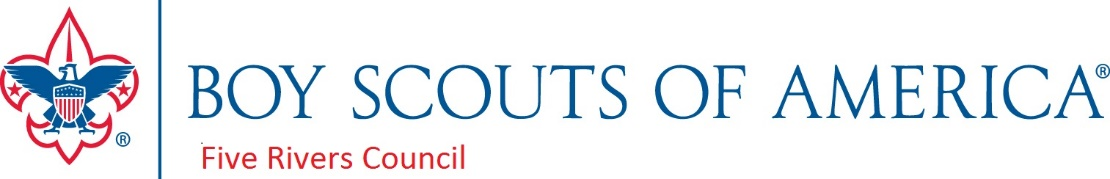 BOY SCOUTS OF AMERICA®
Five Rivers Council
®